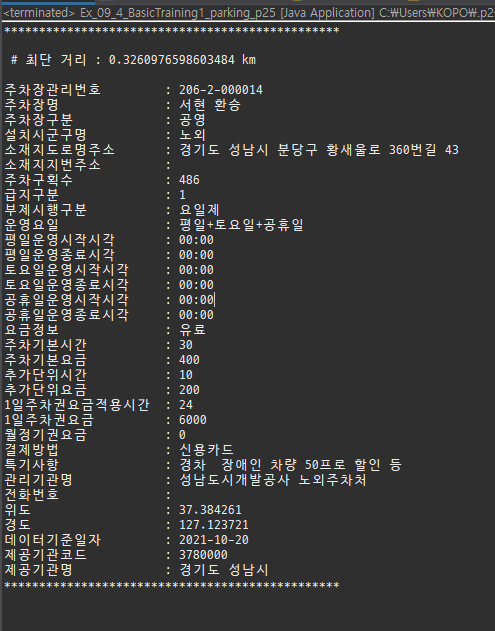 <terminated> Ex_09_4_BasicTraining1_parking_p25 [Java Application] C:₩Users₩KOPO₩.p2
*********************************************
# 최단 거리 : 0.3260976598603484 km
주차장관리번호 : 206-2-000014
주차장명 : 서현 환승
주차장구분 : 공영
설치시군구명 : 노외
소재지도로명주소 : 경기도 성남시 분당구 황새울로 360번길 43
소재지지번주소 :
주차구획수 : 486
급지구분 : 1
부제시행구분 : 요일제
운영요일 : 평일+토요일+공휴일
평일운영시작시각 : 00:00
평일운영종료시각 : 00:00
토요일운영시작시각 : 00:00
토요일운영종료시각 : 00:00
공휴일운영시작시각 : 00:00
공휴일운영종료시각 : 00:00
요금정보 : 유료
주차기본시간 : 30
주차기본요금 : 400
추가단위시간 : 10
추가단위요금 : 200
1일주차권요금적용시간 : 24
1일주차권요금 : 6000
월정기권요금 : 0
결제방법 : 신용카드
특기사항 : 경차  장애인 차량 50프로 할인 등
관리기관명 : 성남도시개발공사 노외주차처
전화번호 :
위도 : 37.384261
경도 : 127.123721
데이터기준일자 : 2021-10-20
제공기관코드 : 3780000
제공기관명 : 경기도 성남시
*********************************************